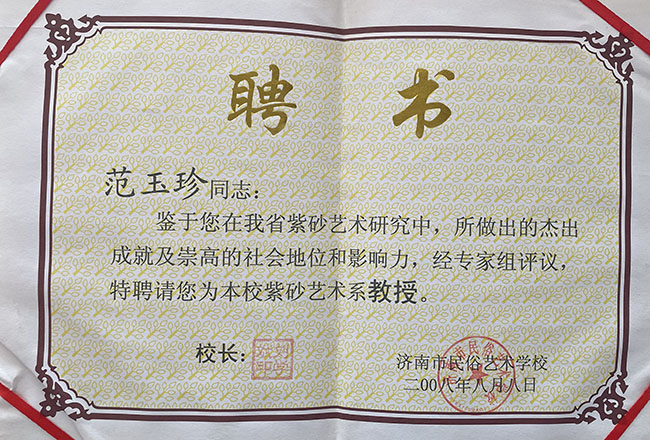 聘书
范玉珍同志：
鉴于您在我省紫砂艺术研究中，所做出的杰出
成就及崇高的社会地位和影响力，经专家组评议，
特聘请您为本校紫砂艺术系教授。
校长：
济南市民俗艺术学校
二00八年八月八日